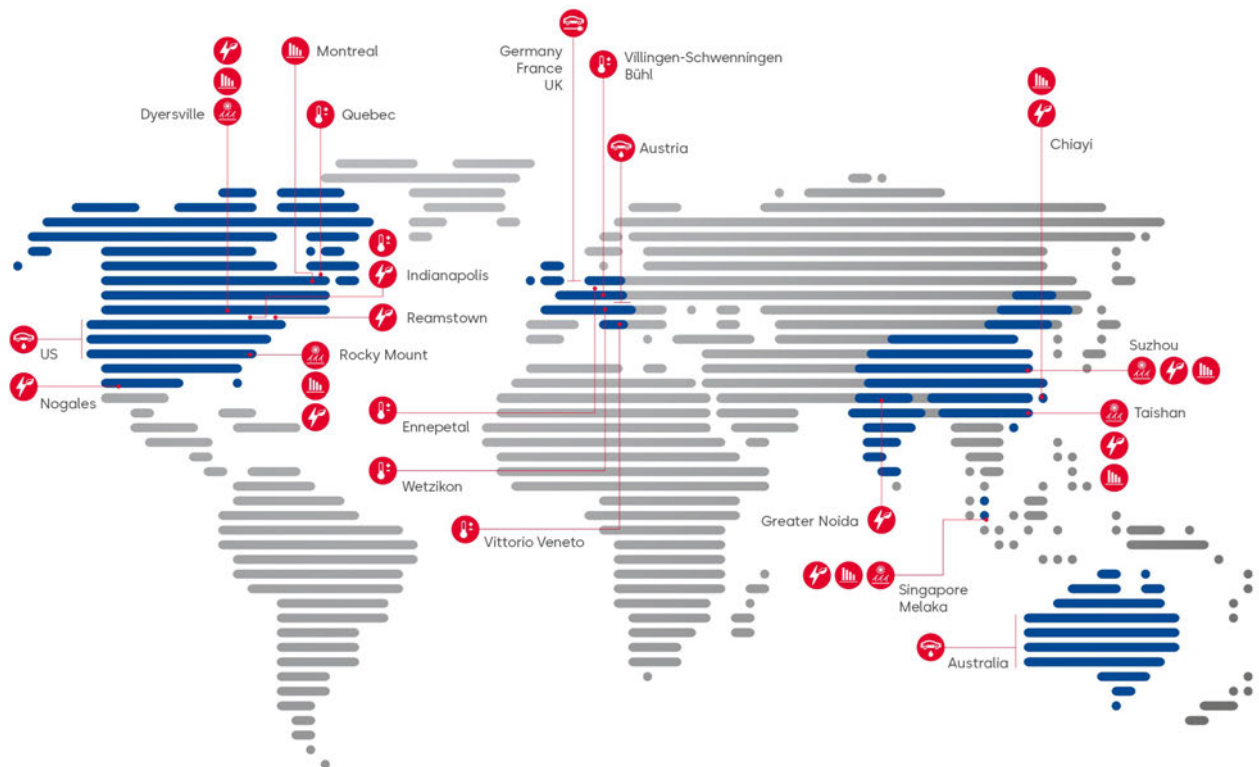 Montreal
Germany
France
UK
Villingen-Schwenningen
Bühl
Dyersville
Quebec
Austria
Chiayi
Indianapolis
Reamstown
US
Rocky Mount
Suzhou
Nogales
Taishan
Ennepetal
Wetzikon
Greater Noida
Vittorio Veneto
Singapore
Melaka
Australia